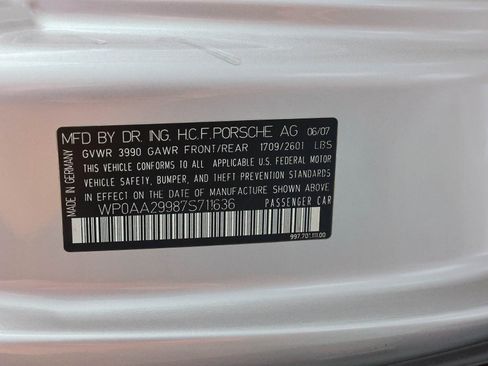 MFD BY DR. ING. H.C.F. PORSCHE AG 06/07
GVWR 3990 GAWR FRONT/REAR 1709/2601 LBS
THIS VEHICLE CONFORMS TO ALL APPLICABLE U.S. FEDERAL MOTOR
VEHICLE SAFETY, BUMPER, AND THEFT PREVENTION STANDARDS
IN EFFECT ON THE DATE OF MANUFACTURE SHOWN ABOVE
WP0AA29987S711636 PASSENGER CAR
997.701.111.00
MADE IN GERMANY